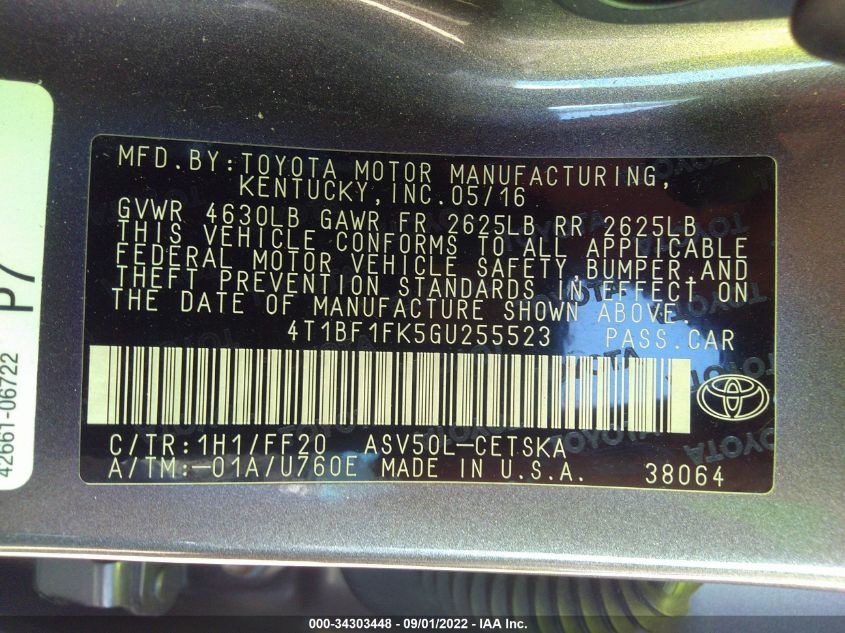 MFD.BY:TOYOTA MOTOR MANUFACTURING,
KENTUCKY,INC.05/16
GVWR 4630LB GAWR FR 2625LB RR 2625LB
THIS VEHICLE CONFORMS TO ALL APPLICABLE
FEDERAL MOTOR VEHICLE SAFETY,BUMPER,AND
THEFT PREVENTION STANDARDS IN EFFECT ON
THE DATE OF MANUFACTURE SHOWN ABOVE.
4T1BF1FK5GU255523 PASS.CAR
C/TR:1H1/FF20 ASV50L-CETSKA
A/TM:-01A/U760E MADE IN U.S.A. 38064
42661-06722
P7
000-34303448 - 09/01/2022 - IAA Inc.